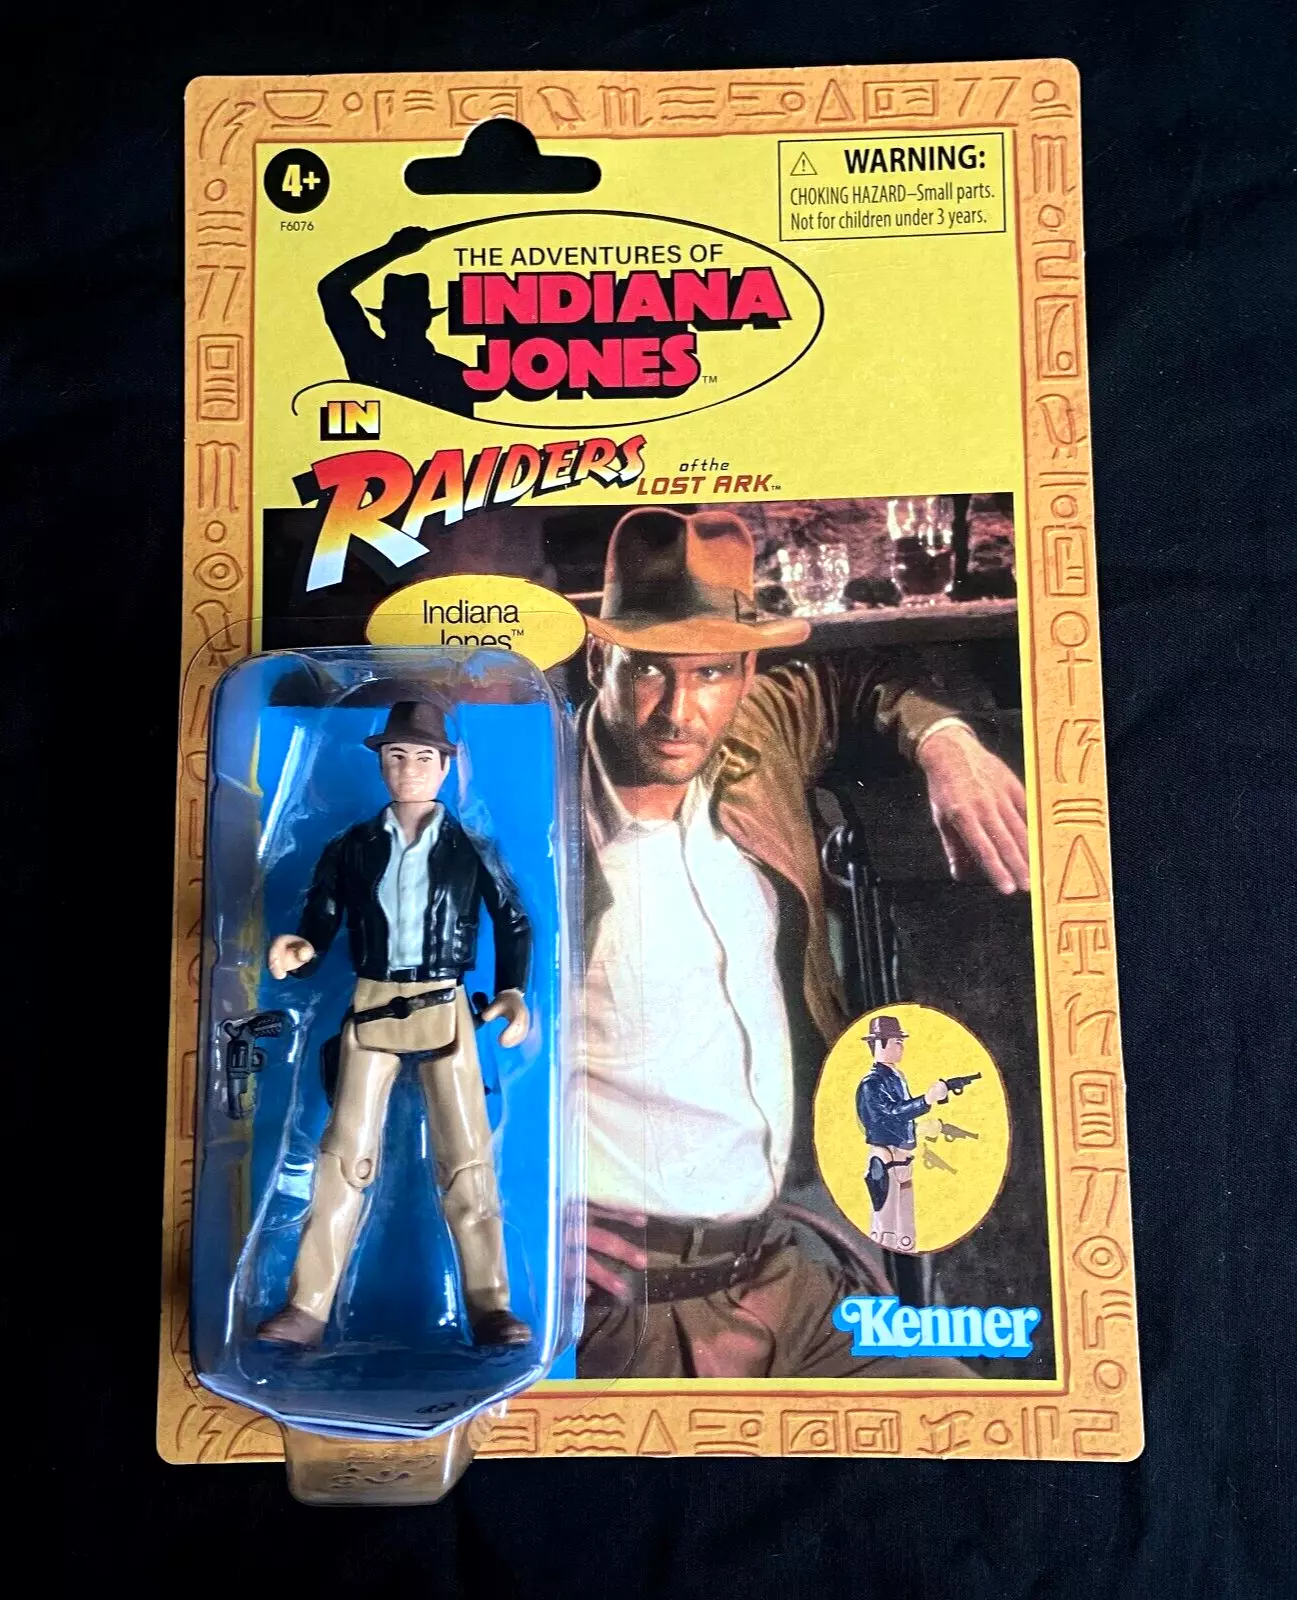 4+
F6076
WARNING:
CHOKING HAZARD–Small parts.
Not for children under 3 years.
THE ADVENTURES OF
INDIANA
JONES™
IN
RAIDERS
of the
LOST ARK™
Indiana
Jones™
Kenner